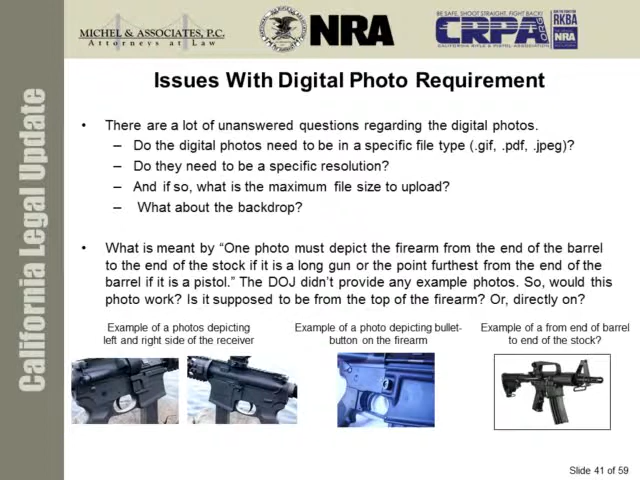 MICHEL & ASSOCIATES, P.C.
Attorneys at Law
NRA
BE SAFE, SHOOT STRAIGHT, FIGHT BACK!
CRPA.ORG
CALIFORNIA RIFLE & PISTOL ASSOCIATION
RKBA
NRA
California Legal Update
Issues With Digital Photo Requirement
• There are a lot of unanswered questions regarding the digital photos.
– Do the digital photos need to be in a specific file type (.gif, .pdf, .jpeg)?
– Do they need to be a specific resolution?
– And if so, what is the maximum file size to upload?
– What about the backdrop?
• What is meant by “One photo must depict the firearm from the end of the barrel
to the end of the stock if it is a long gun or the point furthest from the end of the
barrel if it is a pistol.” The DOJ didn’t provide any example photos. So, would this
photo work? Is it supposed to be from the top of the firearm? Or, directly on?
Example of a photos depicting
left and right side of the receiver
Example of a photo depicting bullet-
button on the firearm
Example of a from end of barrel
to end of the stock?
Slide 41 of 59